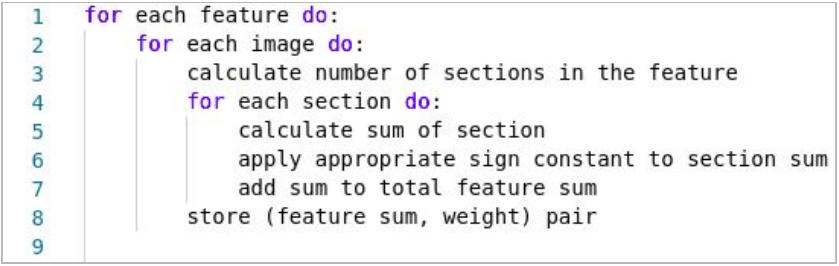 1 for each feature do:
2 for each image do:
3 calculate number of sections in the feature
4 for each section do:
5 calculate sum of section
6 apply appropriate sign constant to section sum
7 add sum to total feature sum
8 store (feature sum, weight) pair
9